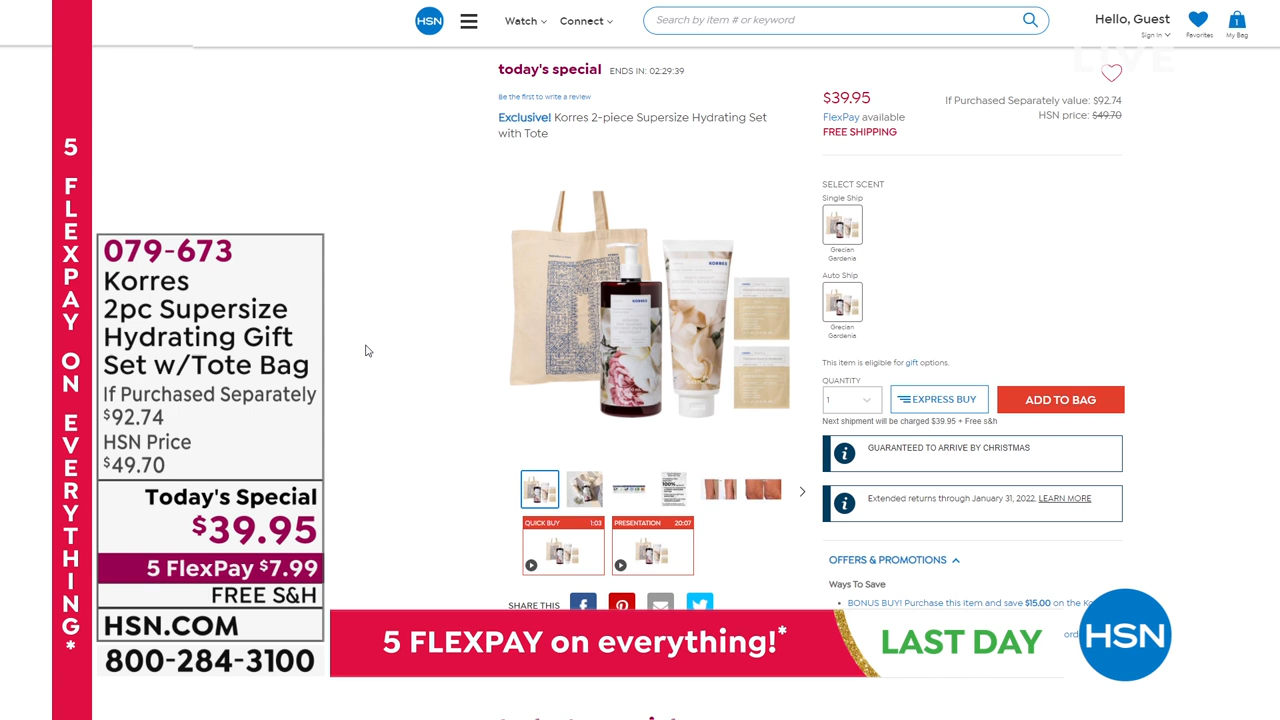 HSN
Watch
Connect
Search by item # or keyword
Hello, Guest
Sign In
Favorites
1
My Bag
LIVE
today's special ENDS IN: 02:29:39
Be the first to write a review
Exclusive! Korres 2-piece Supersize Hydrating Set
with Tote
$39.95
FlexPay available
FREE SHIPPING
If Purchased Separately value: $92.74
HSN price: $49.70
SELECT SCENT
Single Ship
Grecian
Gardenia
Auto Ship
Grecian
Gardenia
This item is eligible for gift options.
QUANTITY
1
EXPRESS BUY
ADD TO BAG
Next shipment will be charged $39.95 + Free s&h
GUARANTEED TO ARRIVE BY CHRISTMAS
Extended returns through January 31, 2022. LEARN MORE
OFFERS & PROMOTIONS
Ways To Save
BONUS BUY! Purchase this item and save $15.00 on the
KORRES
KORRES
QUICK BUY 1:03
PRESENTATION 20:07
SHARE THIS
5 FLEXPAY ON EVERYTHING*
079-673
Korres
2pc Supersize
Hydrating Gift
Set w/Tote Bag
If Purchased Separately
$92.74
HSN Price
$49.70
Today's Special
$39.95
5 FlexPay $7.99
FREE S&H
HSN.COM
800-284-3100
5 FLEXPAY on everything!*
LAST DAY
HSN